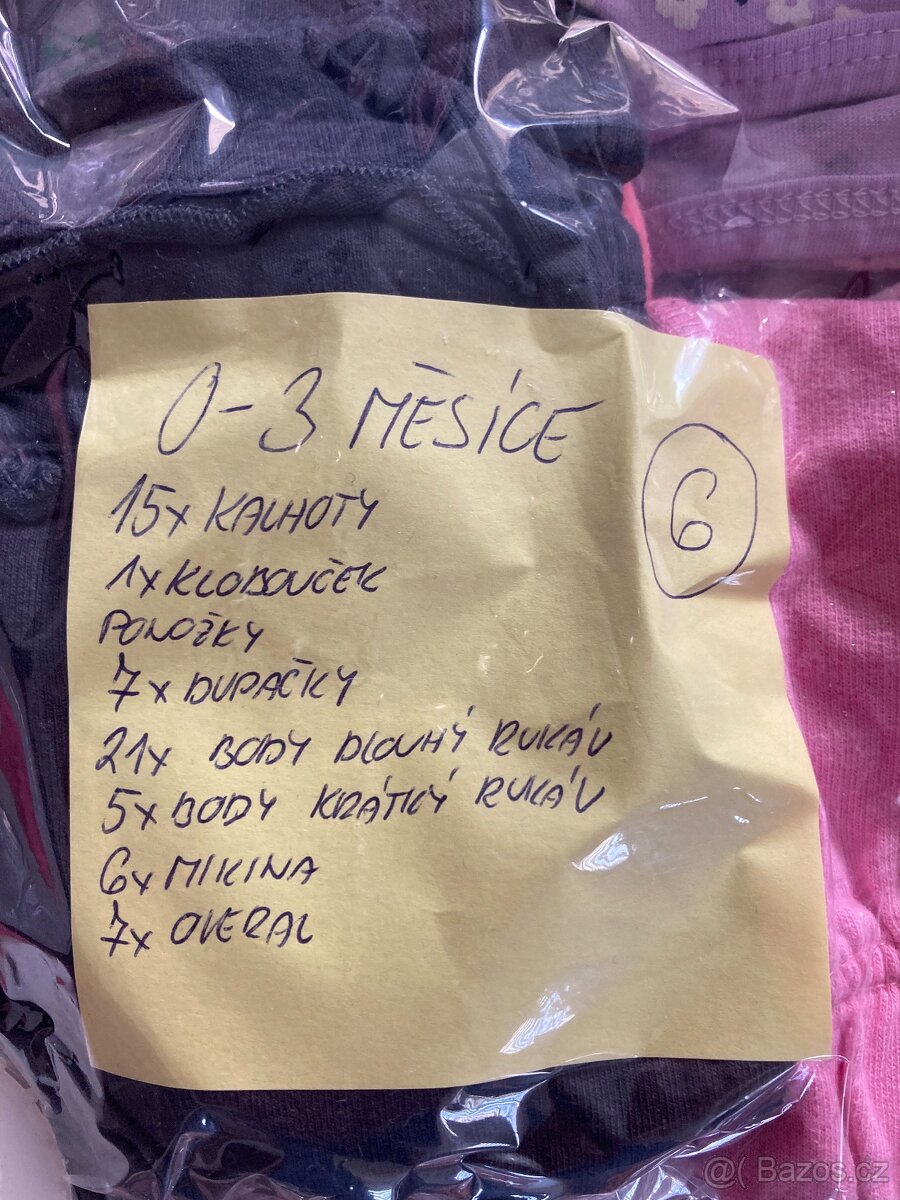 0-3 MĚSÍCE
6
15x KALHOTY
1x KLOBOUČEK
PONOŽKY
7x DUPAČKY
21x BODY DLOUHÝ RUKÁV
5x BODY KRÁTKÝ RUKÁV
6x MIKINA
7x OVERAL
@( Bazos.cz